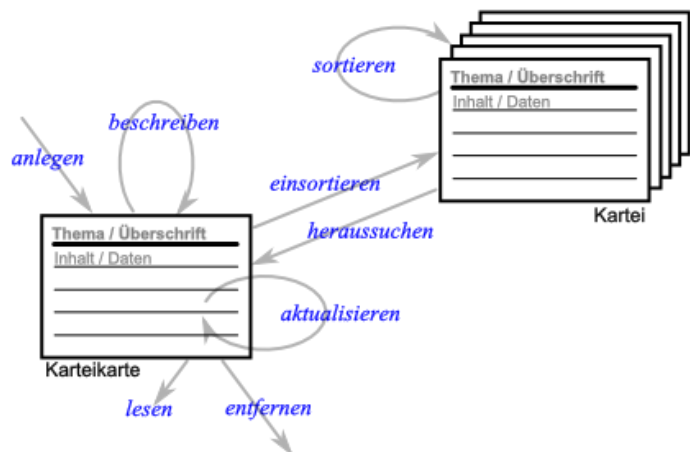 sortieren
Thema / Überschrift
Inhalt / Daten
Kartei
beschreiben
anlegen
einsortieren
heraussuchen
Thema / Überschrift
Inhalt / Daten
aktualisieren
Karteikarte
lesen
entfernen